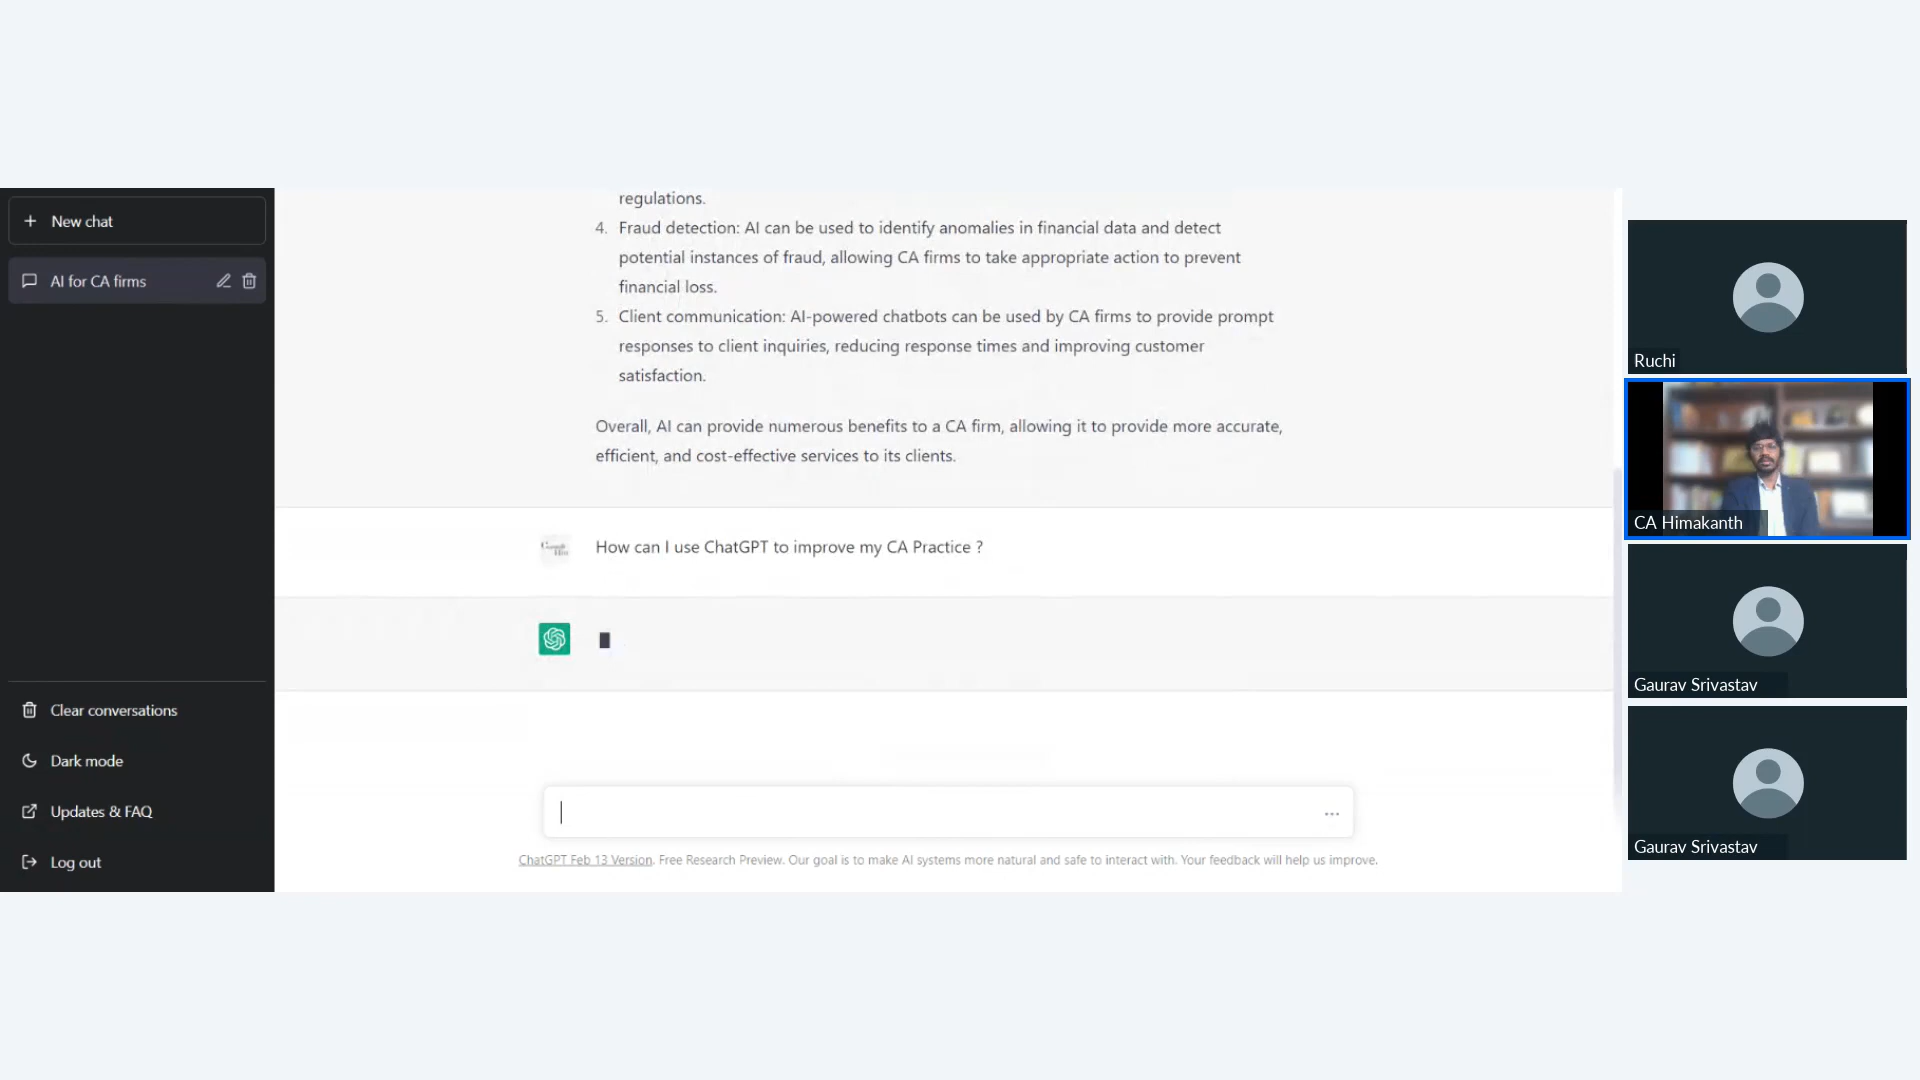 New chat
AI for CA firms
Clear conversations
Dark mode
Updates & FAQ
Log out
regulations.
4. Fraud detection: AI can be used to identify anomalies in financial data and detect
potential instances of fraud, allowing CA firms to take appropriate action to prevent
financial loss.
5. Client communication: AI-powered chatbots can be used by CA firms to provide prompt
responses to client inquiries, reducing response times and improving customer
satisfaction.
Overall, AI can provide numerous benefits to a CA firm, allowing it to provide more accurate,
efficient, and cost-effective services to its clients.
How can I use ChatGPT to improve my CA Practice ?
ChatGPT Feb 13 Version. Free Research Preview. Our goal is to make AI systems more natural and safe to interact with. Your feedback will help us improve.
Ruchi
CA Himakanth
Gaurav Srivastav
Gaurav Srivastav